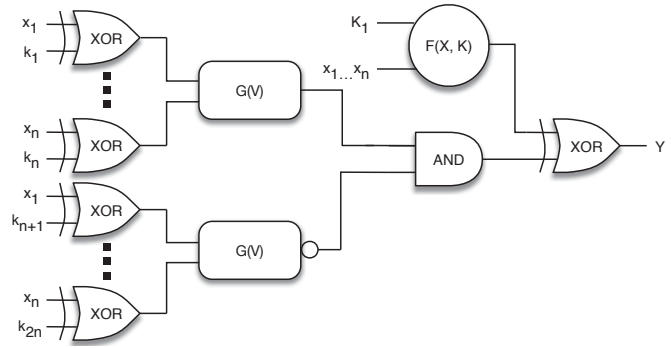 x1
k1
XOR
xn
kn
XOR
G(V)
K1
x1...xn
F(X, K)
x1
kn+1
XOR
xn
k2n
XOR
G(V)
AND
XOR
Y